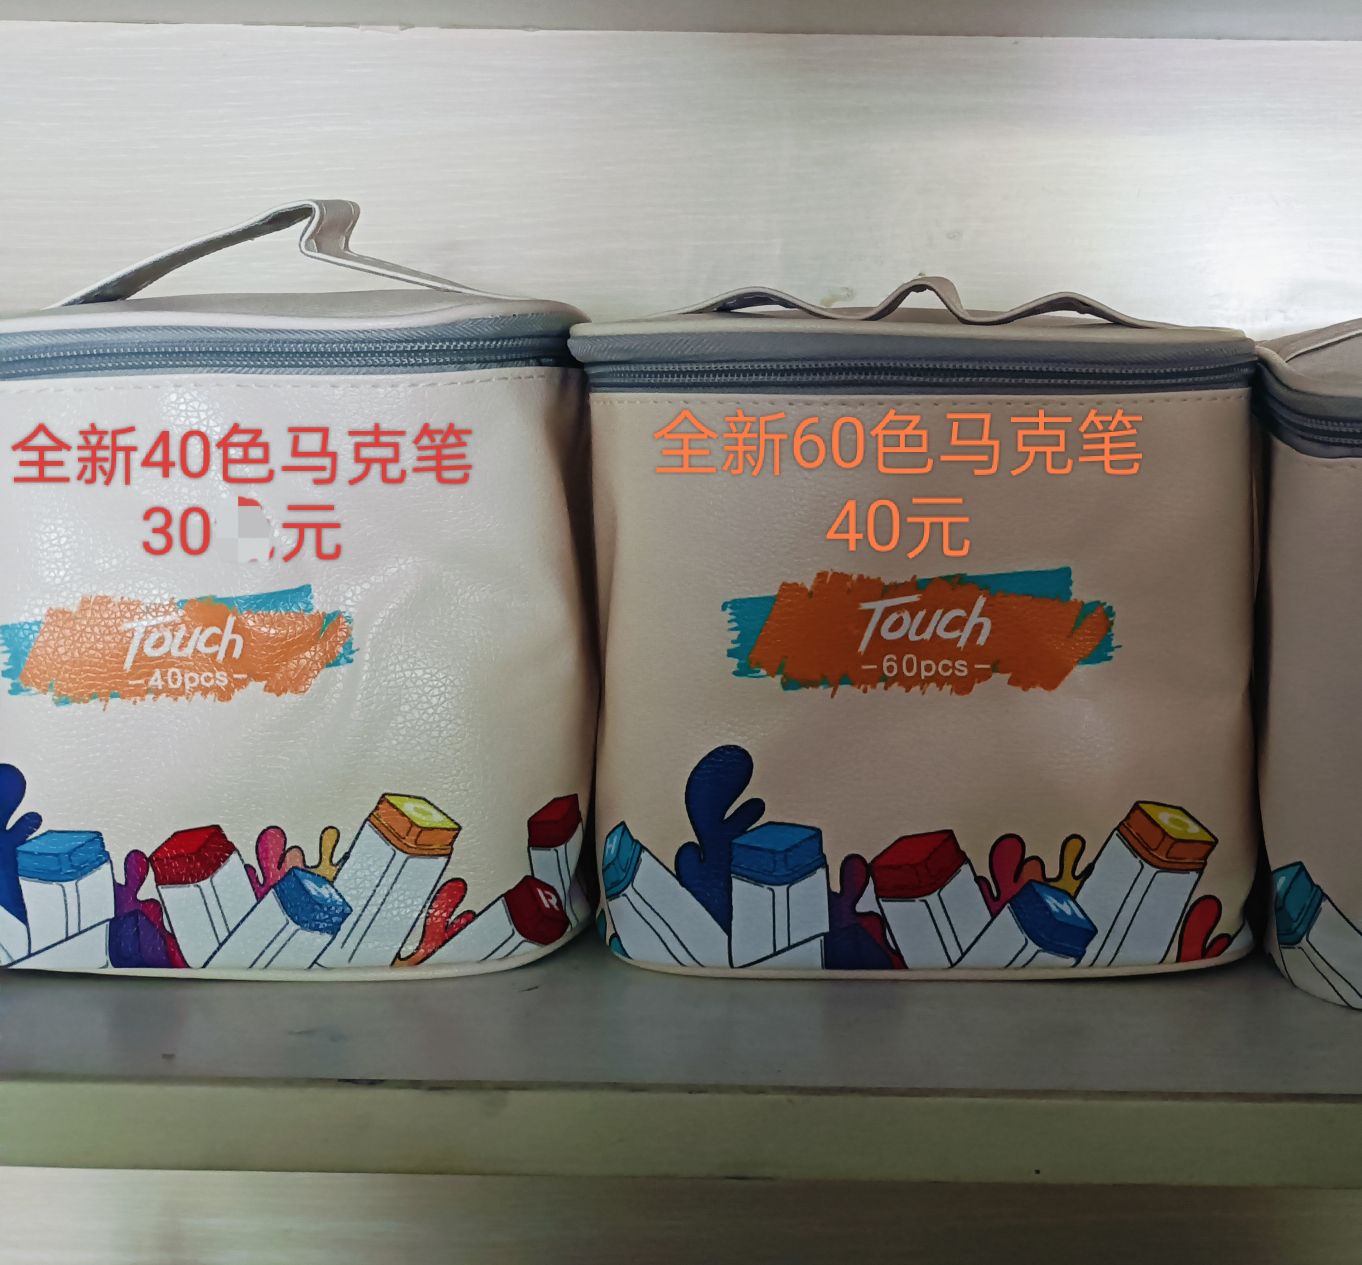 全新40色马克笔
30 元
Touch
-40pcs-
全新60色马克笔
40元
Touch
-60pcs-
M
R
M
C